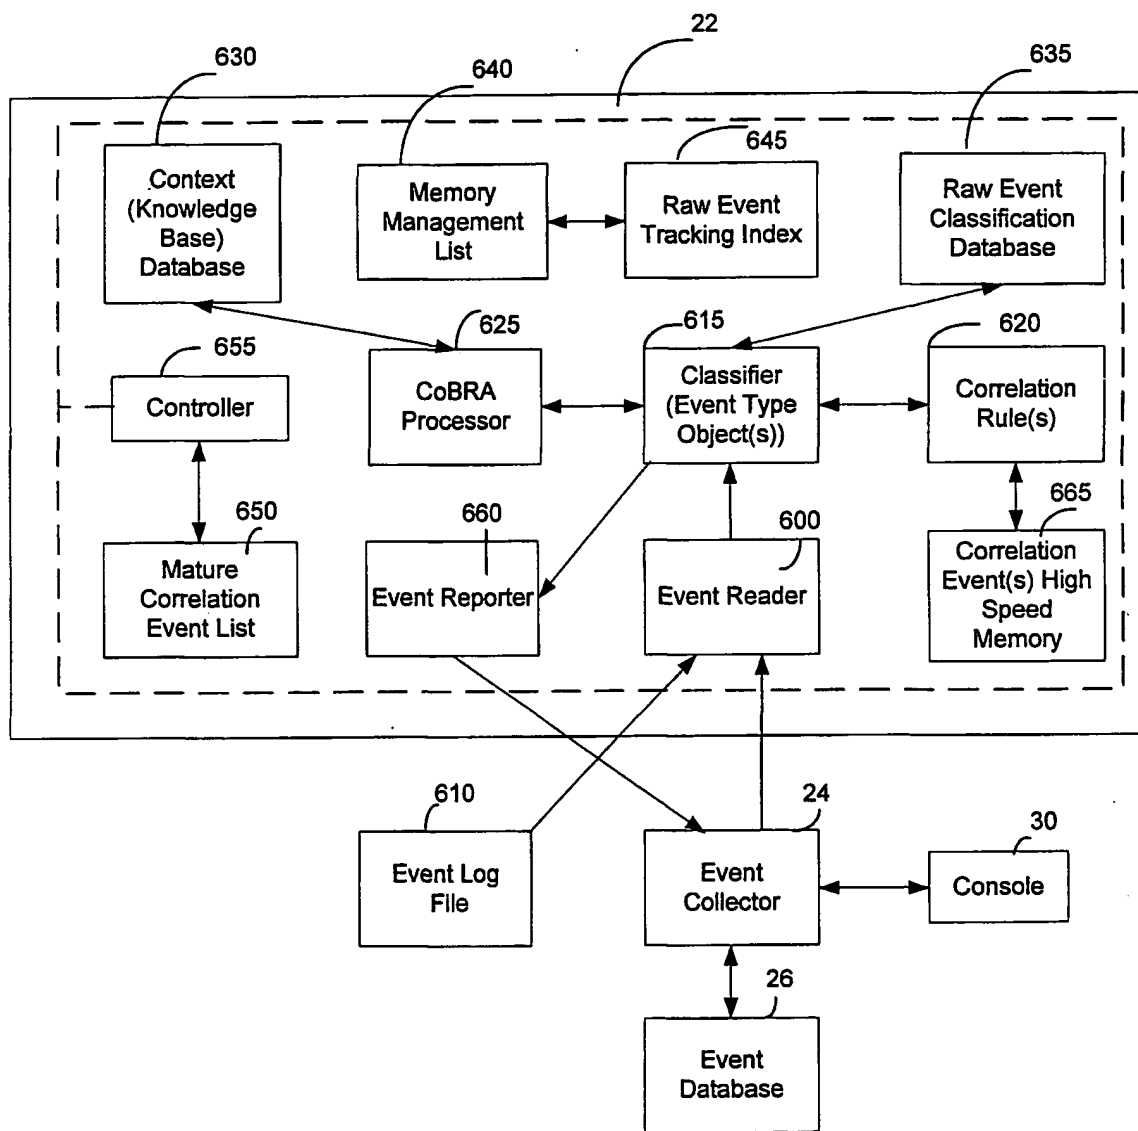 22
630
640
635
645
Context
(Knowledge
Base)
Database
Memory
Management
List
Raw Event
Tracking Index
Raw Event
Classification
Database
655
625
615
620
Controller
CoBRA
Processor
Classifier
(Event Type
Object(s))
Correlation
Rule(s)
650
660
600
665
Mature
Correlation
Event List
Event Reporter
Event Reader
Correlation
Event(s) High
Speed
Memory
610
24
30
Event Log
File
Event
Collector
Console
26
Event
Database